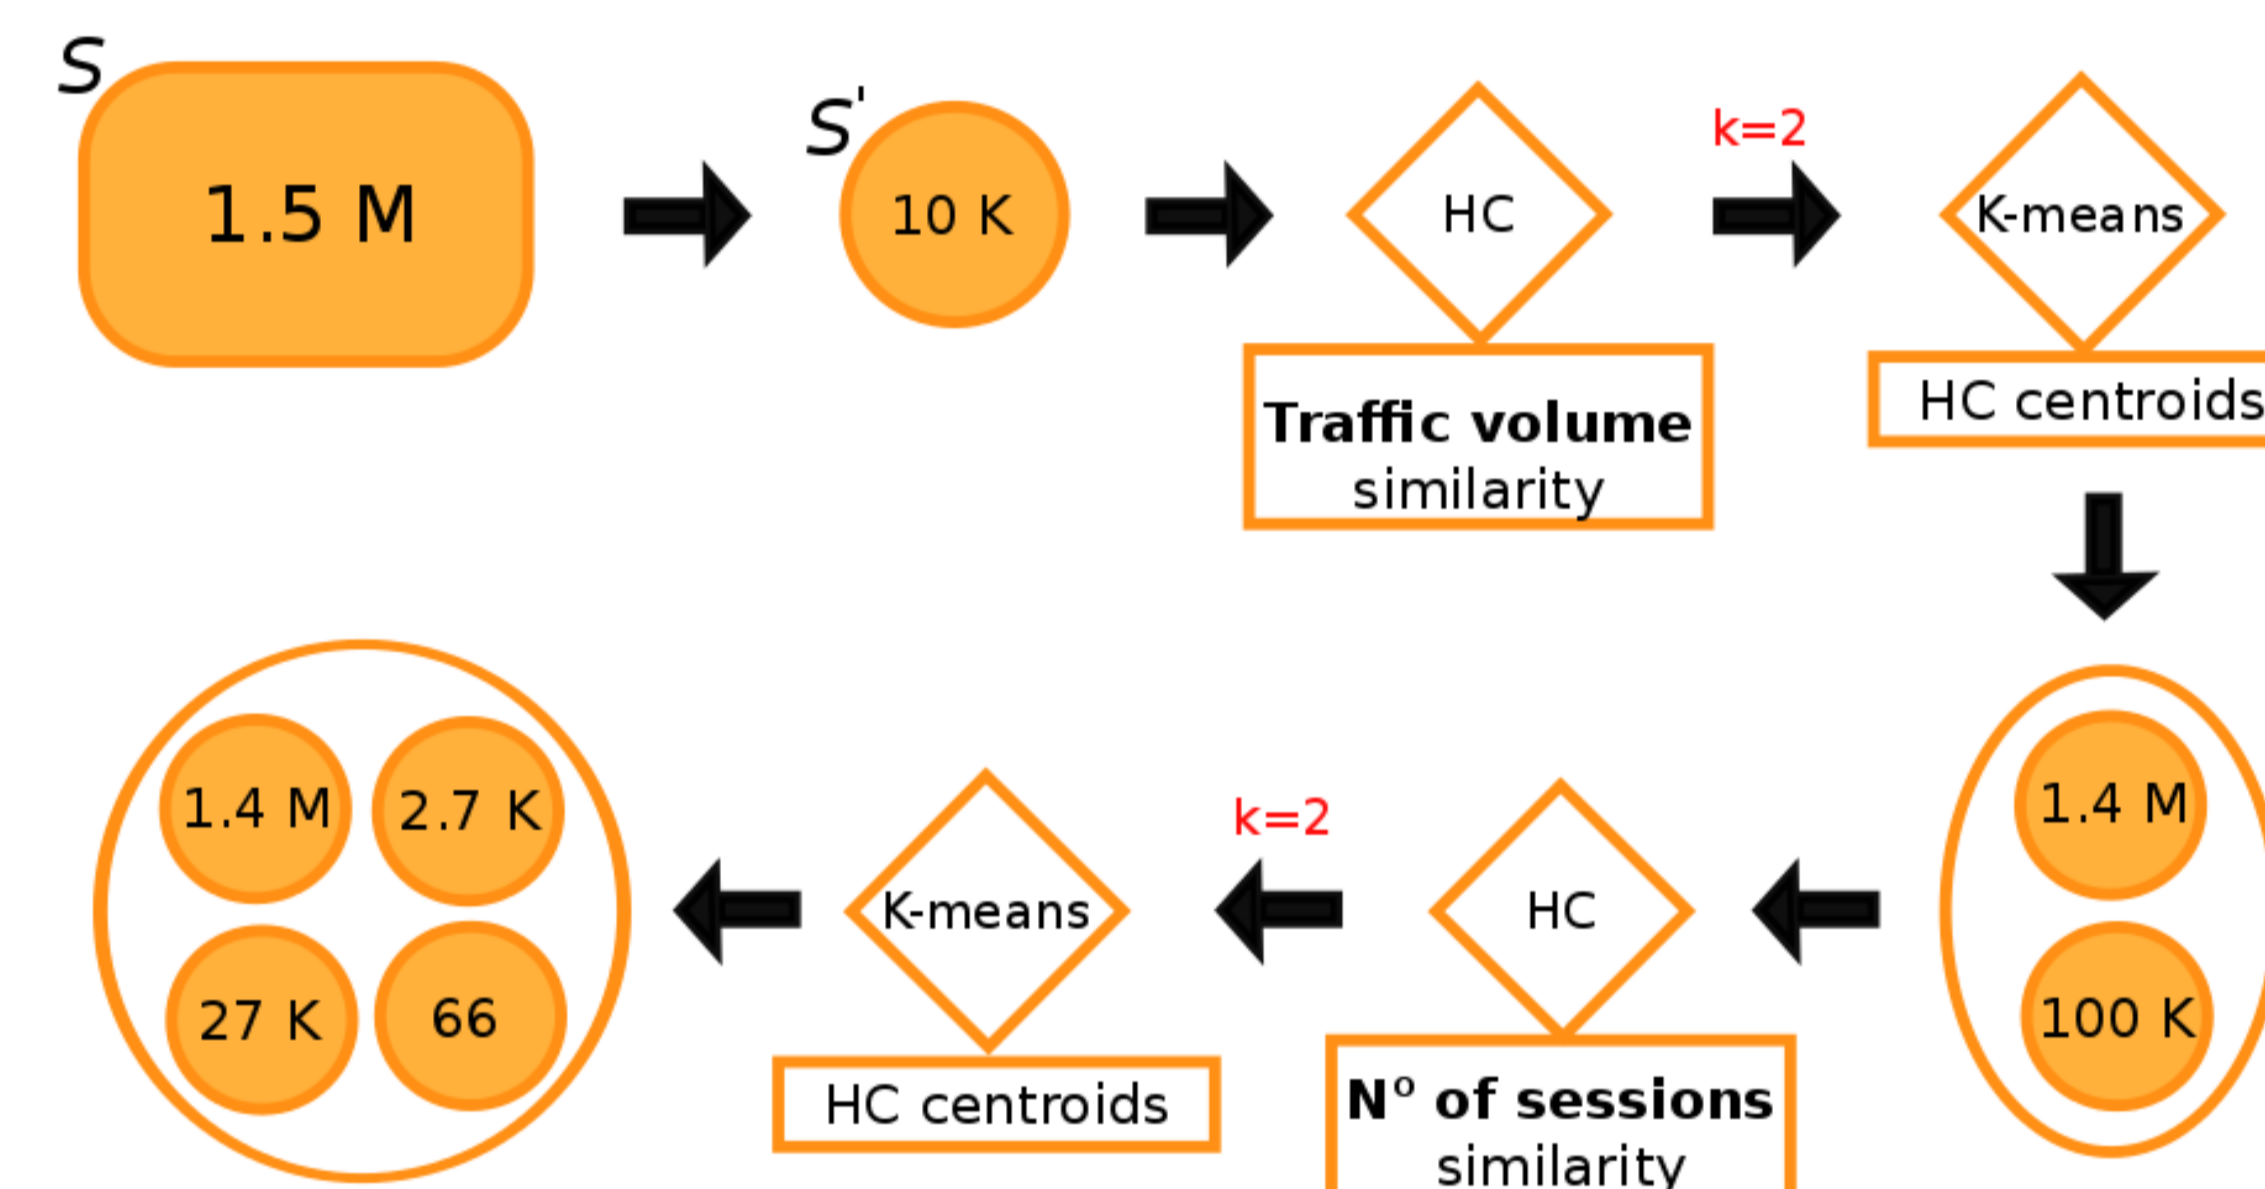 S
1.5 M
S'
10 K
HC
k=2
K-means
Traffic volume
similarity
HC centroids
1.4 M
100 K
HC
Nº of sessions
similarity
k=2
K-means
HC centroids
1.4 M
2.7 K
27 K
66